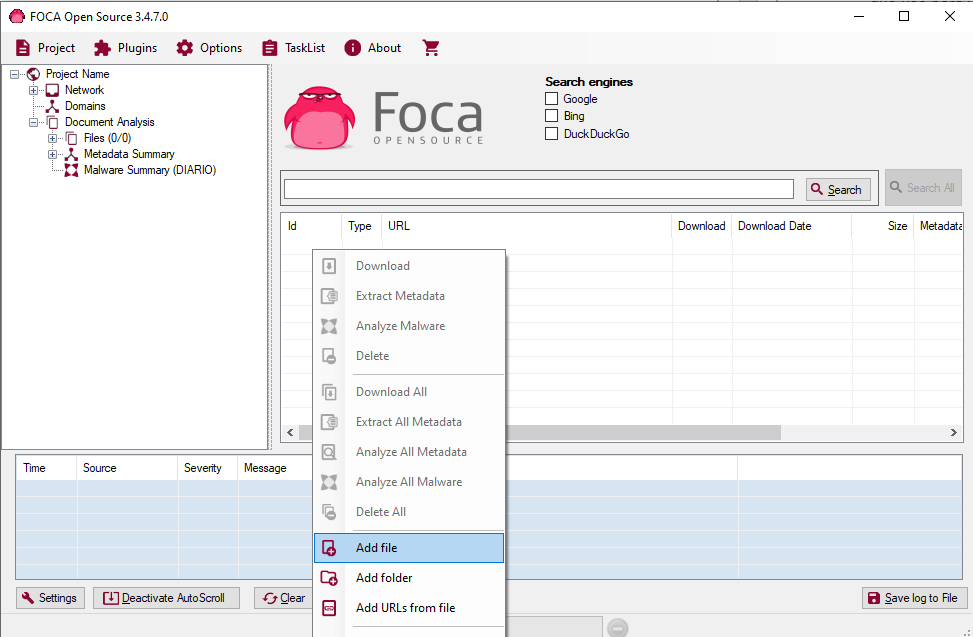 FOCA Open Source 3.4.7.0
Project Plugins Options TaskList About
Project Name
Network
Domains
Document Analysis
Files (0/0)
Metadata Summary
Malware Summary (DIARIO)
Foca
OPENSOURCE
Search engines
Google
Bing
DuckDuckGo
Search
Search All
Id Type URL Download Download Date Size Metadata
Download
Extract Metadata
Analyze Malware
Delete
Download All
Extract All Metadata
Analyze All Metadata
Analyze All Malware
Delete All
Add file
Add folder
Add URLs from file
Time Source Severity Message
Settings Deactivate AutoScroll Clear Save log to File